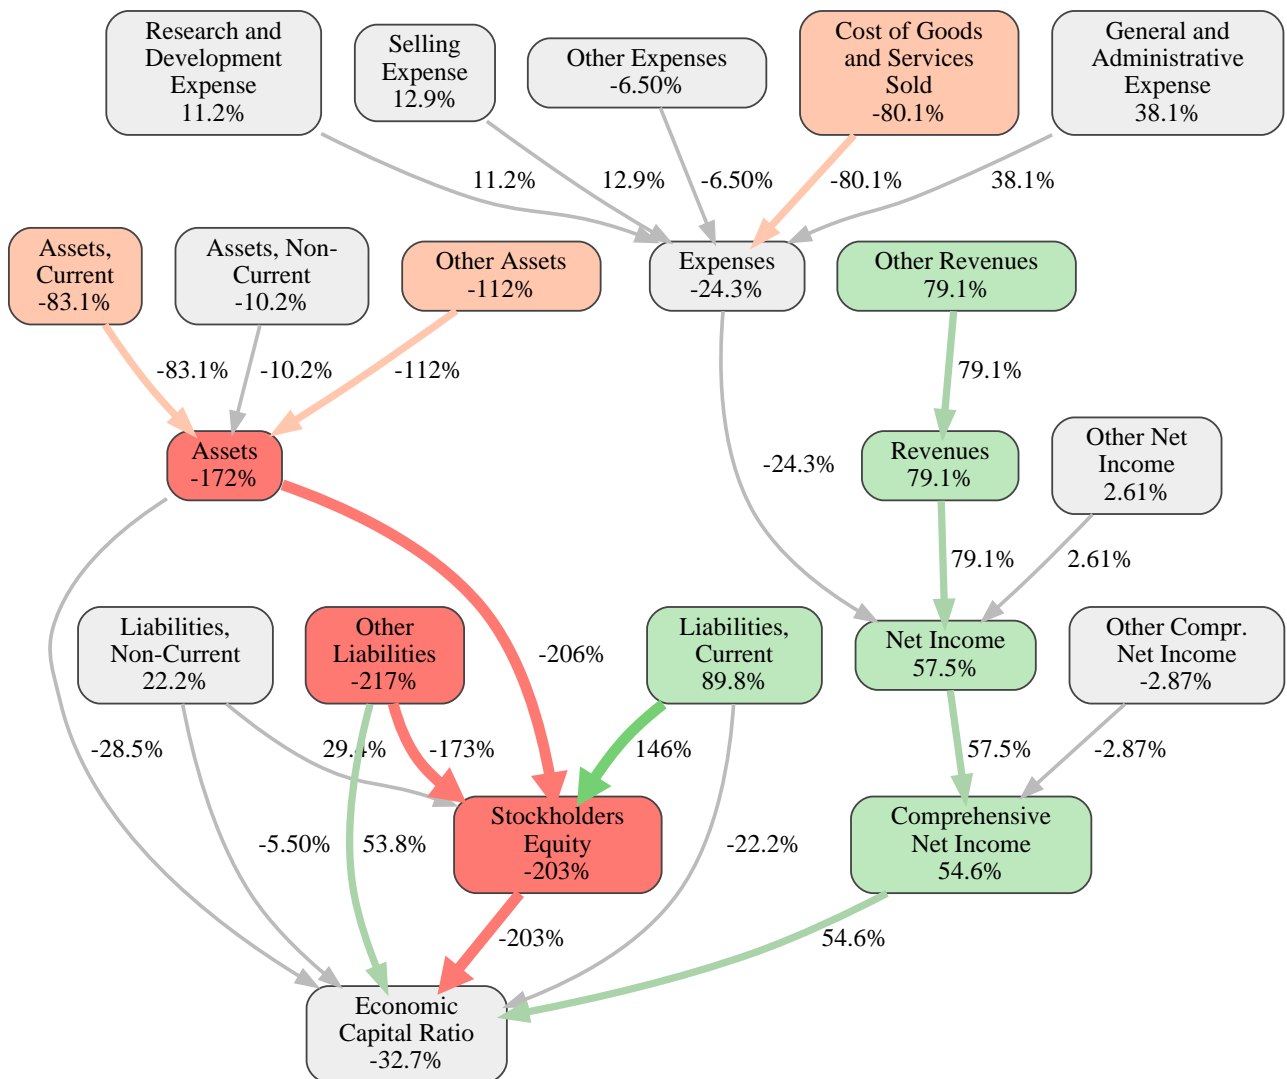 Research and
Development
Expense
11.2%
Selling
Expense
12.9%
Other Expenses
-6.50%
Cost of Goods
and Services
Sold
-80.1%
General and
Administrative
Expense
38.1%
11.2%
12.9%
-6.50%
-80.1%
38.1%
Assets,
Current
-83.1%
Assets, Non-
Current
-10.2%
Other Assets
-112%
Expenses
-24.3%
Other Revenues
79.1%
-83.1%
-10.2%
-112%
79.1%
Assets
-172%
-24.3%
Revenues
79.1%
Other Net
Income
2.61%
79.1%
2.61%
Liabilities,
Non-Current
22.2%
Other
Liabilities
-217%
-206%
Liabilities,
Current
89.8%
Net Income
57.5%
Other Compr.
Net Income
-2.87%
-28.5%
29.4%
-173%
146%
57.5%
-2.87%
-5.50%
53.8%
Stockholders
Equity
-203%
-22.2%
Comprehensive
Net Income
54.6%
-203%
54.6%
Economic
Capital Ratio
-32.7%